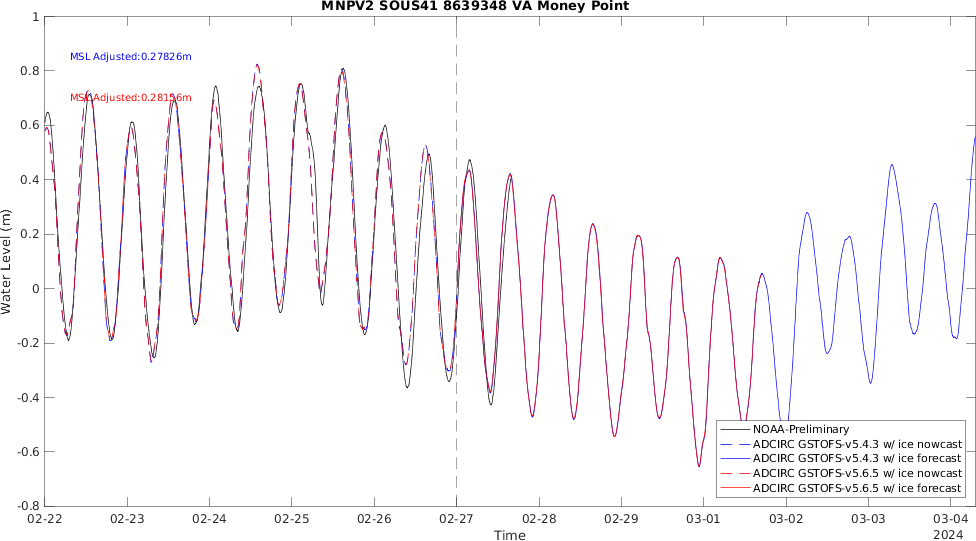 MNPV2 SOUS41 8639348 VA Money Point
1
0.8
0.6
0.4
0.2
0
-0.2
-0.4
-0.6
-0.8
Water Level (m)
MSL Adjusted:0.27826m
MSL Adjusted:0.28156m
NOAA-Preliminary
ADCIRC GSTOFS-v5.4.3 w/ ice nowcast
ADCIRC GSTOFS-v5.4.3 w/ ice forecast
ADCIRC GSTOFS-v5.6.5 w/ ice nowcast
ADCIRC GSTOFS-v5.6.5 w/ ice forecast
02-22 02-23 02-24 02-25 02-26 02-27 02-28 02-29 03-01 03-02 03-03 03-04
Time
2024